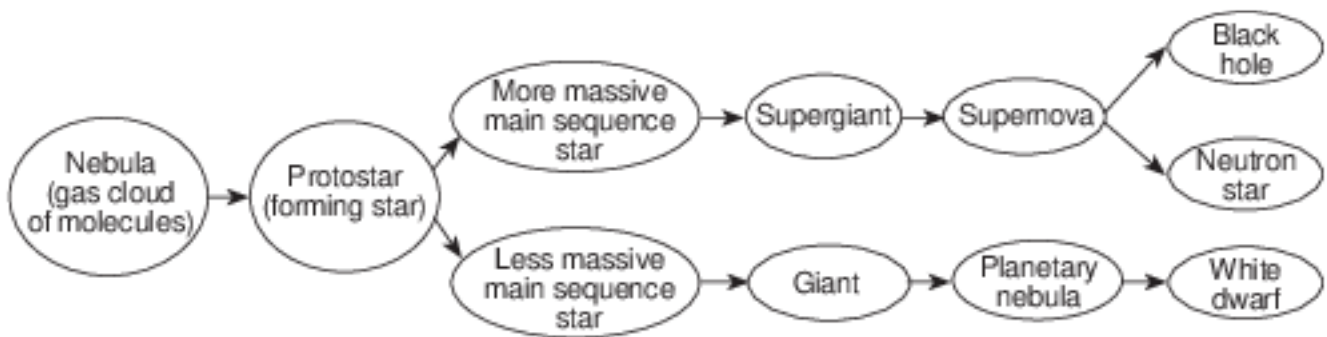 Nebula
(gas cloud
of molecules)
Protostar
(forming star)
More massive
main sequence
star
Supergiant
Supernova
Black
hole
Neutron
star
Less massive
main sequence
star
Giant
Planetary
nebula
White
dwarf